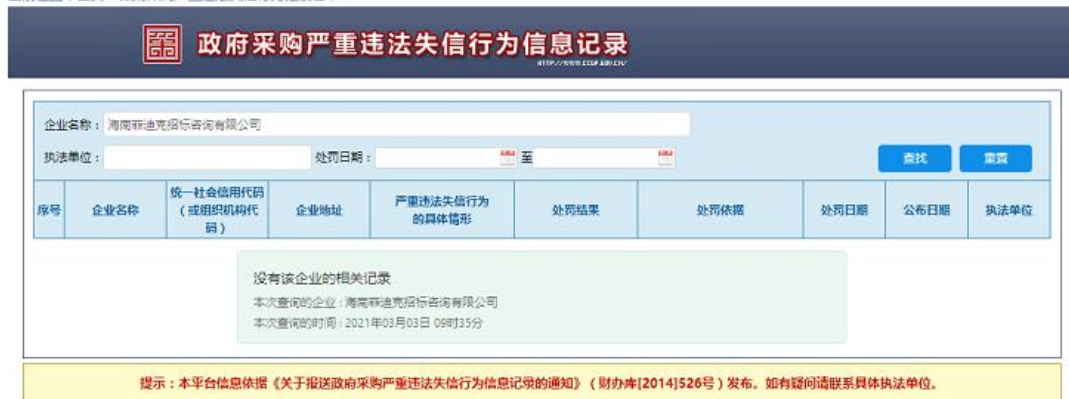 政府采购严重违法失信行为信息记录
HTTP://WWW.CCGP.GOV.CN/
企业名称： 海南菲迪克招标咨询有限公司
执法单位： 处罚日期： 至 查找 重置
序号 企业名称 统一社会信用代码（或组织机构代码） 企业地址 严重违法失信行为的具体情形 处罚结果 处罚依据 处罚日期 公布日期 执法单位
没有该企业的相关记录
本次查询的企业：海南菲迪克招标咨询有限公司
本次查询的时间：2021年03月03日 09时35分
提示：本平台信息依据《关于报送政府采购严重违法失信行为信息记录的通知》（财办库[2014]526号）发布。如有疑问请联系具体执法单位。